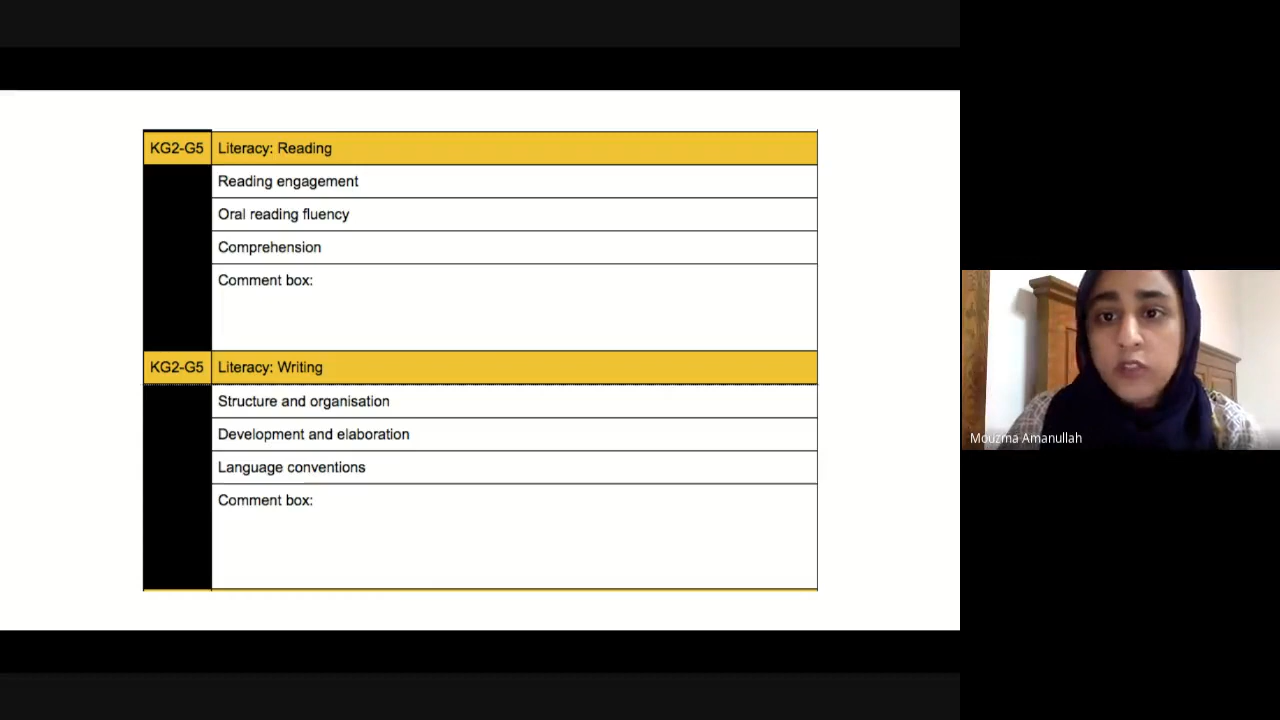 KG2-G5 Literacy: Reading
Reading engagement
Oral reading fluency
Comprehension
Comment box:
KG2-G5 Literacy: Writing
Structure and organisation
Development and elaboration
Language conventions
Comment box:
Mouzma Amanullah